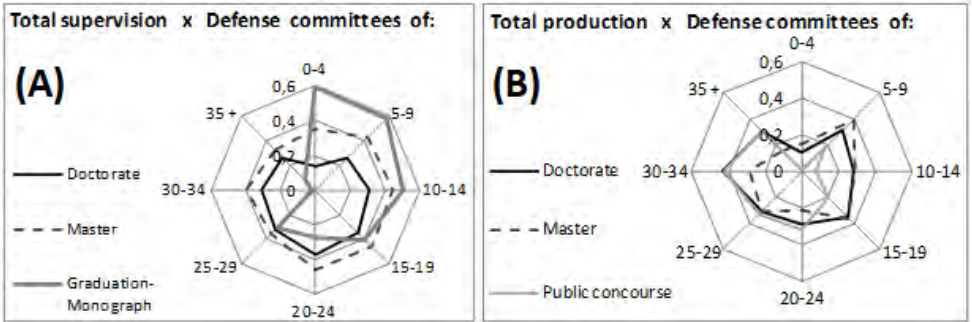 Total supervision x Defense committees of:
(A)
0-4
0,6
5-9
35 +
0,4
0,2
Doctorate
30-34
0
10-14
Master
25-29
15-19
Graduation-
Monograph
20-24
Total production x Defense committees of:
(B)
0-4
0,6
35 +
5-9
0,4
0,2
Doctorate
30-34
0
10-14
Master
25-29
15-19
Public concourse
20-24